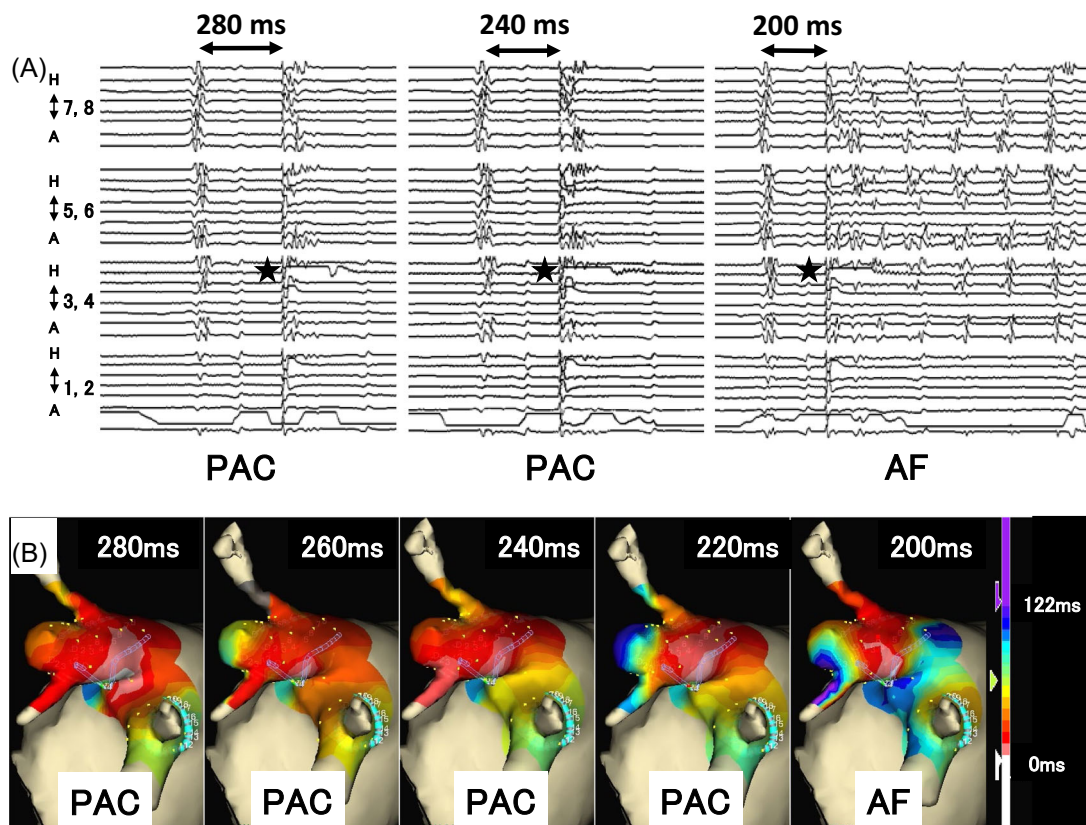 280 ms 240 ms 200 ms
(A)
H
7, 8
A
H
5, 6
A
H
3, 4
A
H
1, 2
A
PAC PAC AF
(B) 280ms 260ms 240ms 220ms 200ms
122ms
0ms
PAC PAC PAC PAC AF